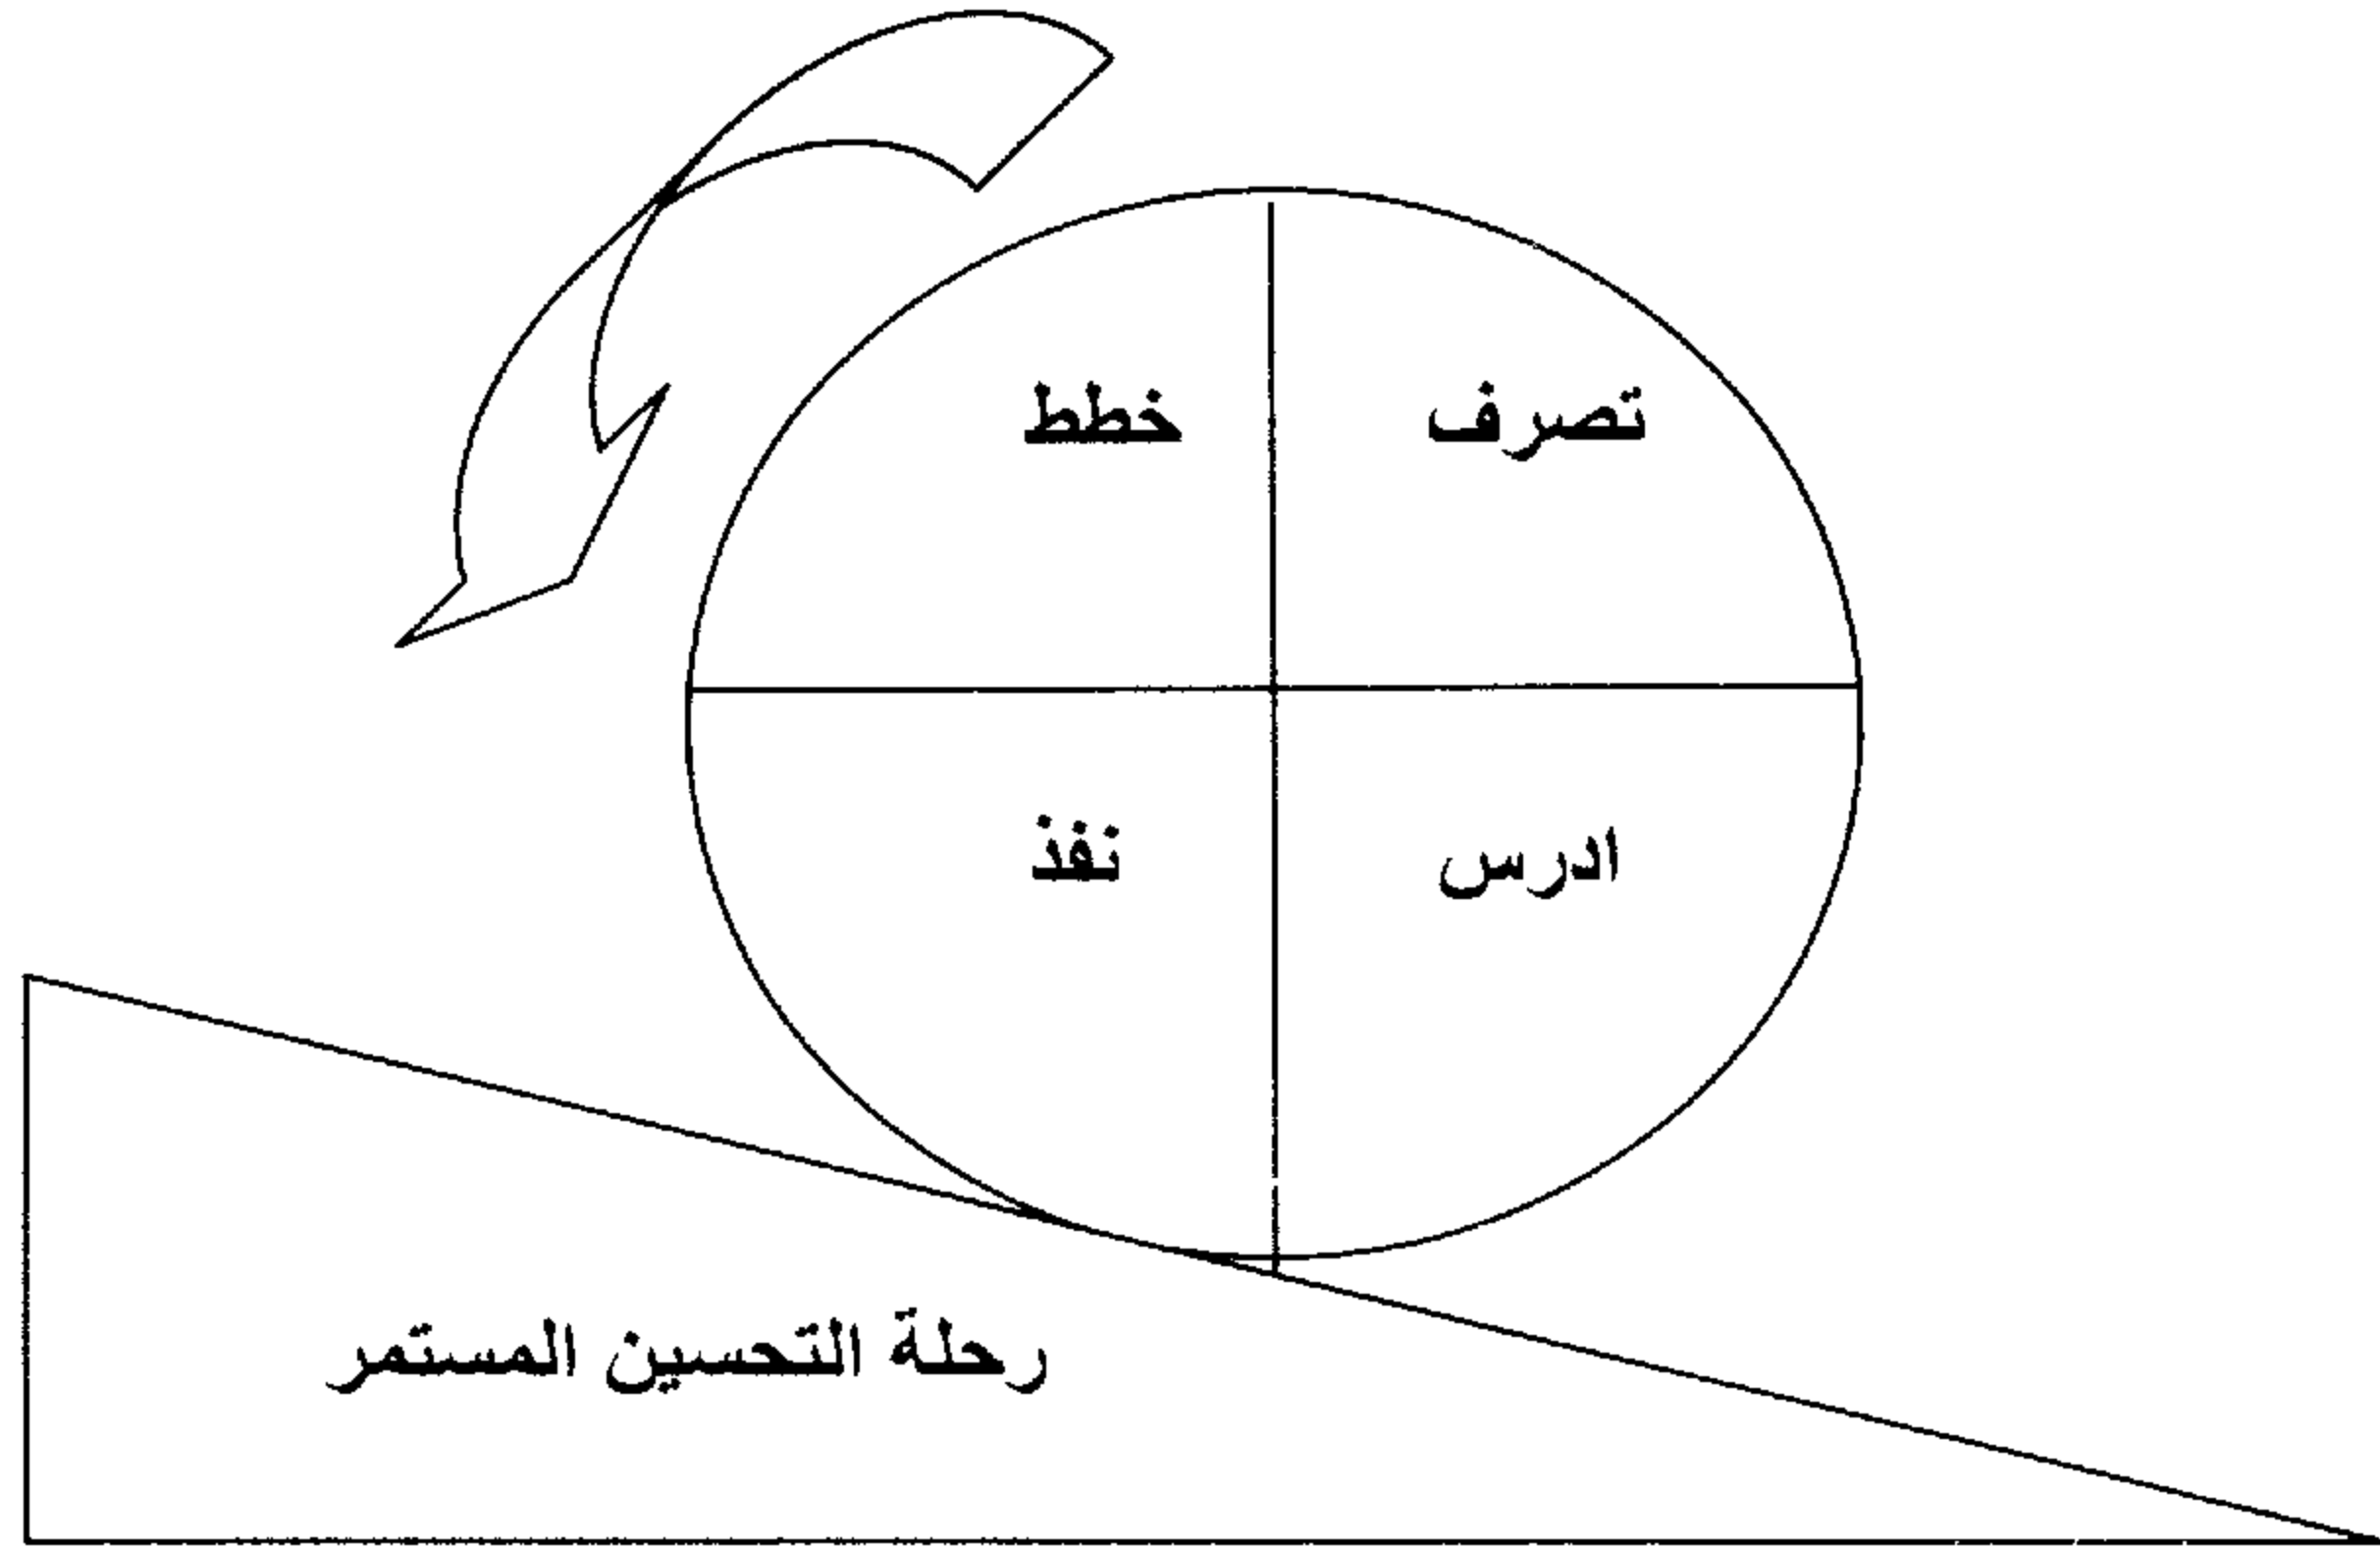 تصرف
خطط
ادرس
نفذ
رحلة التحسين المستمر